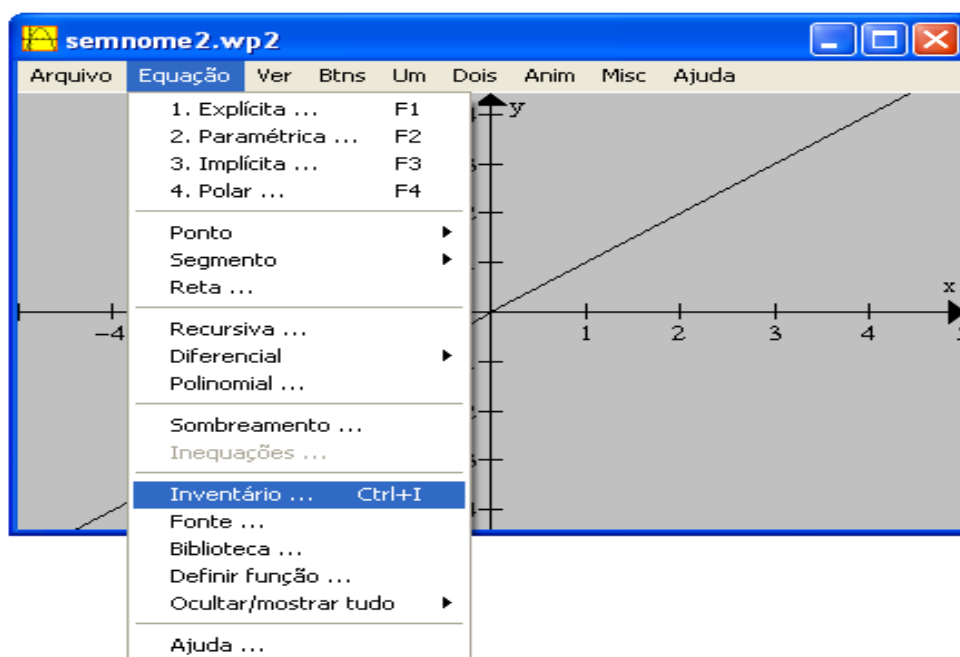 semnome2.wp2
Arquivo Equação Ver Btns Um Dois Anim Misc Ajuda
1. Explícita ... F1
2. Paramétrica ... F2
3. Implícita ... F3
4. Polar ... F4
Ponto
Segmento
Reta ...
Recursiva ...
Diferencial
Polinomial ...
Sombreamento ...
Inequações ...
Inventário ... Ctrl+I
Fonte ...
Biblioteca ...
Definir função ...
Ocultar/mostrar tudo
Ajuda ...
y
x
−4 1 2 3 4